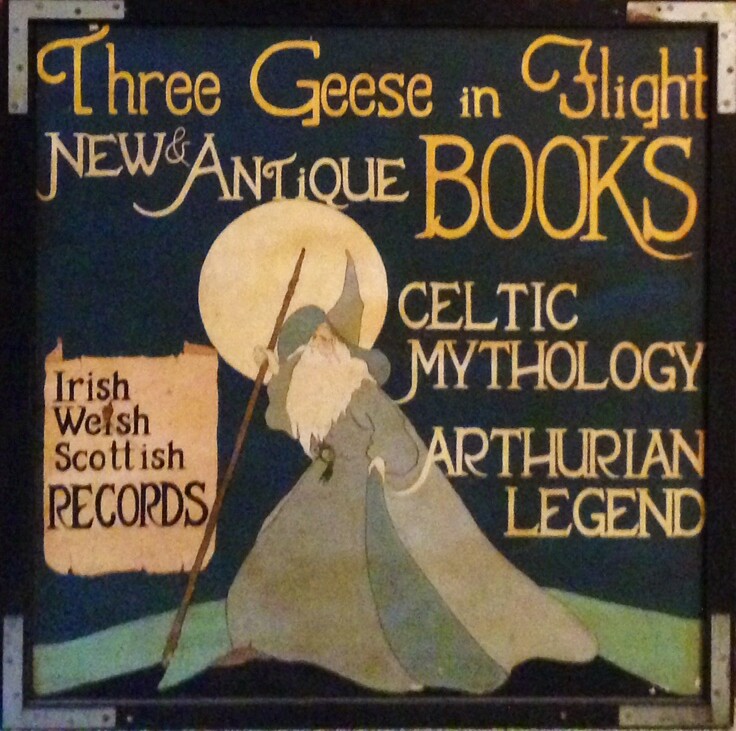 Three Geese in Flight
NEW & ANTiQUE BOOKS
CELTIC
MYTHOLOGY
ARTHURIAN
LEGEND
Irish
Welsh
Scottish
RECORDS